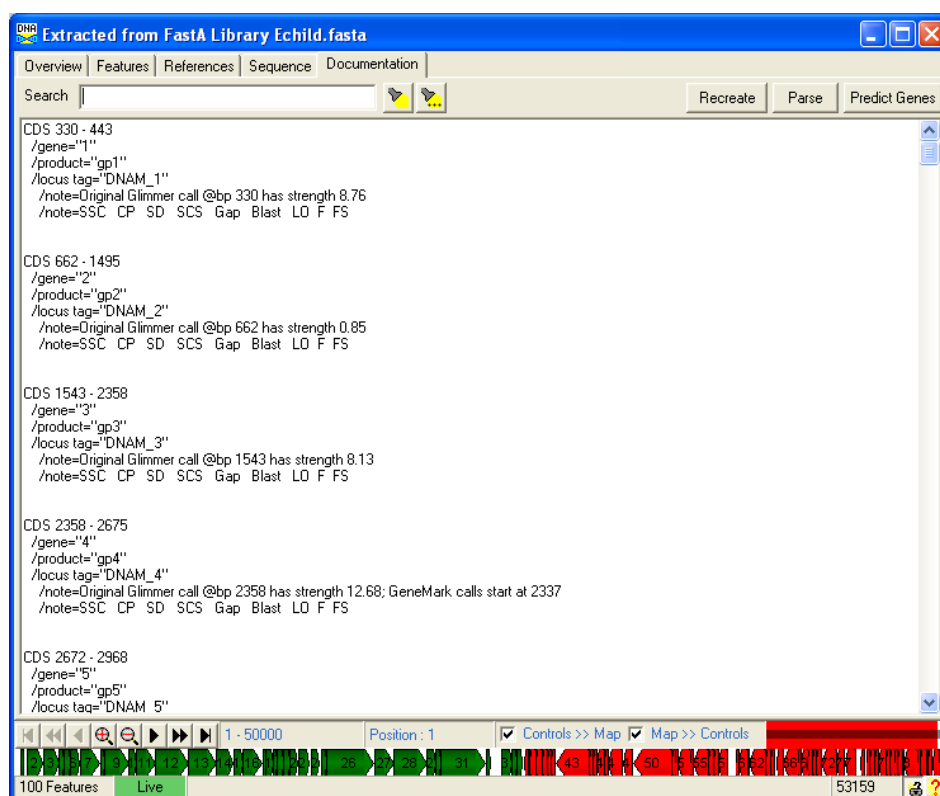 DNA Extracted from FastA Library Echild.fasta
Overview Features References Sequence Documentation
Search Recreate Parse Predict Genes
CDS 330 - 443
/gene="1"
/product="gp1"
/locus tag="DNAM_1"
/note=Original Glimmer call @bp 330 has strength 8.76
/note=SSC CP SD SCS Gap Blast LO F FS
CDS 662 - 1495
/gene="2"
/product="gp2"
/locus tag="DNAM_2"
/note=Original Glimmer call @bp 662 has strength 0.85
/note=SSC CP SD SCS Gap Blast LO F FS
CDS 1543 - 2358
/gene="3"
/product="gp3"
/locus tag="DNAM_3"
/note=Original Glimmer call @bp 1543 has strength 8.13
/note=SSC CP SD SCS Gap Blast LO F FS
CDS 2358 - 2675
/gene="4"
/product="gp4"
/locus tag="DNAM_4"
/note=Original Glimmer call @bp 2358 has strength 12.68; GeneMark calls start at 2337
/note=SSC CP SD SCS Gap Blast LO F FS
CDS 2672 - 2968
/gene="5"
/product="gp5"
/locus tag="DNAM_5"
1 - 50000 Position : 1 Controls >> Map Map >> Controls
9 12 13 26 27 28 31 43 50
100 Features Live 53159